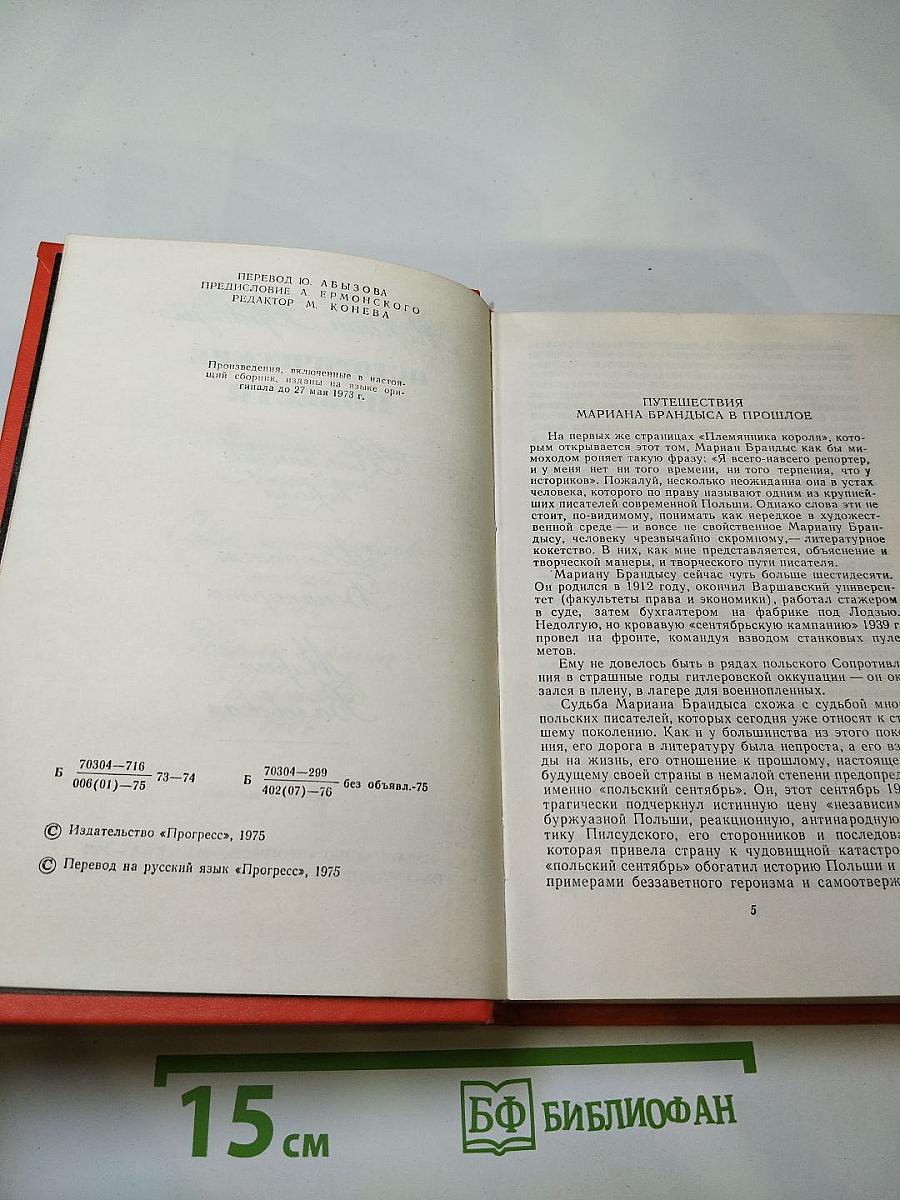 ПЕРЕВОД Ю. АБЫЗОВА
ПРЕДИСЛОВИЕ А. ЕРМОНСКОГО
РЕДАКТОР М. КОНЕВА
Произведения, включенные в настоя-
щий сборник, изданы на языке ори-
гинала до 27 мая 1973 г.
Б 70304—716 73—74
006(01)—75
Б 70304—299 без объявл.-75
402(07)—76
© Издательство «Прогресс», 1975
© Перевод на русский язык «Прогресс», 1975
ПУТЕШЕСТВИЯ
МАРИАНА БРАНДЫСА В ПРОШЛОЕ
На первых же страницах «Племянника короля», кото-
рым открывается этот том, Мариан Брандыс как бы ми-
моходом роняет такую фразу: «Я всего-навсего репортер,
и у меня нет ни того времени, ни того терпения, что у
историков». Пожалуй, несколько неожиданна она в устах
человека, которого по праву называют одним из крупней-
ших писателей современной Польши. Однако слова эти не
стоит, по-видимому, понимать как нередкое в художест-
венной среде — и вовсе не свойственное Мариану Бран-
дысу, человеку чрезвычайно скромному,— литературное
кокетство. В них, как мне представляется, объяснение и
творческой манеры, и творческого пути писателя.
Мариану Брандысу сейчас чуть больше шестидесяти.
Он родился в 1912 году, окончил Варшавский универси-
тет (факультеты права и экономики), работал стажером
в суде, затем бухгалтером на фабрике под Лодзью.
Недолгую, но кровавую «сентябрьскую кампанию» 1939 г
провел на фронте, командуя взводом станковых пуле
метов.
Ему не довелось быть в рядах польского Сопротивл
ния в страшные годы гитлеровской оккупации — он ок
зался в плену, в лагере для военнопленных.
Судьба Мариана Брандыса схожа с судьбой мно
польских писателей, которых сегодня уже относят к ст
шему поколению. Как и у большинства из этого поко
ния, его дорога в литературу была непроста, а его взг
ды на жизнь, его отношение к прошлому, настояще
будущему своей страны в немалой степени предопред
именно «польский сентябрь». Он, этот сентябрь 19
трагически подчеркнул истинную цену «независим
буржуазной Польши, реакционную, антинародную
тику Пилсудского, его сторонников и последова
которая привела страну к чудовищной катастро
«польский сентябрь» обогатил историю Польши и
примерами беззаветного героизма и самоотверж
5
15 см
БФ БИБЛИОФАН